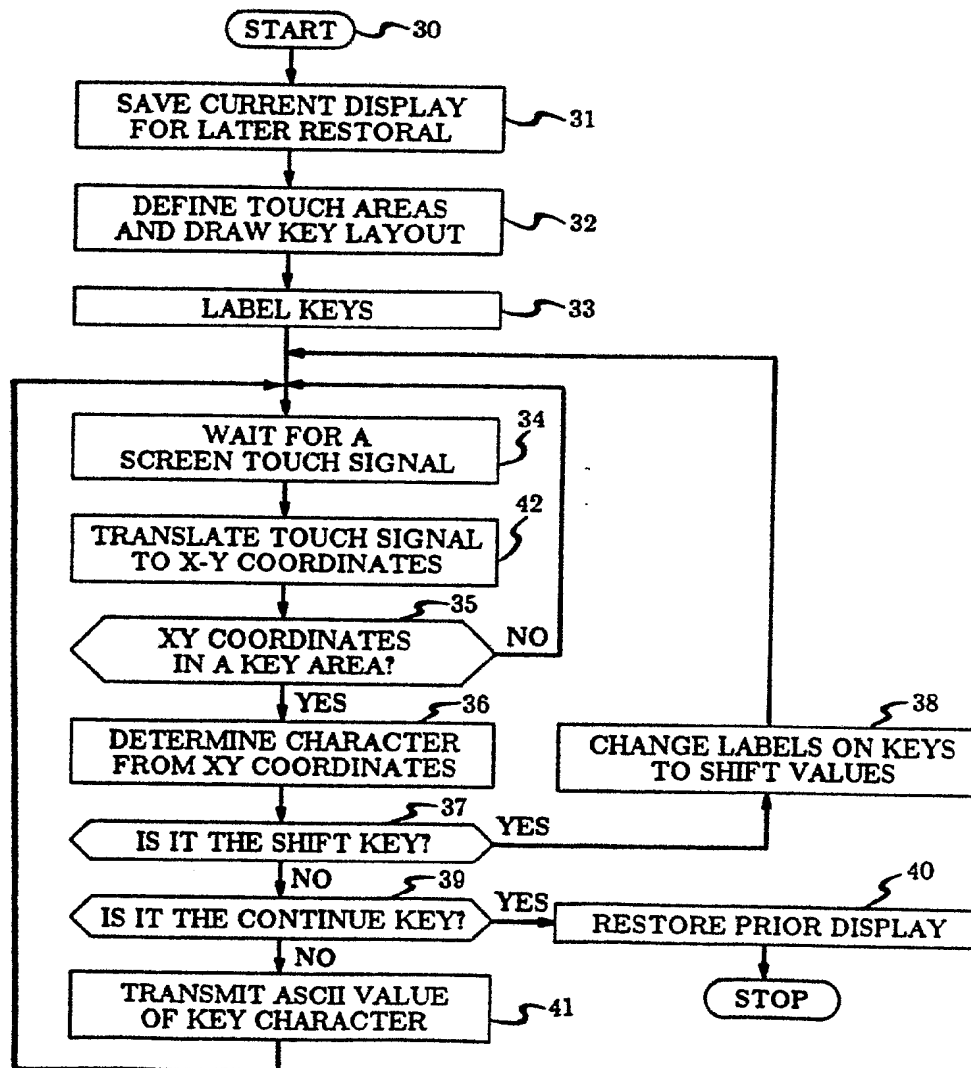 START
30
SAVE CURRENT DISPLAY
FOR LATER RESTORAL
31
DEFINE TOUCH AREAS
AND DRAW KEY LAYOUT
32
LABEL KEYS
33
WAIT FOR A
SCREEN TOUCH SIGNAL
34
TRANSLATE TOUCH SIGNAL
TO X-Y COORDINATES
42
XY COORDINATES
IN A KEY AREA?
35
NO
YES
DETERMINE CHARACTER
FROM XY COORDINATES
36
IS IT THE SHIFT KEY?
37
YES
CHANGE LABELS ON KEYS
TO SHIFT VALUES
38
NO
IS IT THE CONTINUE KEY?
39
YES
RESTORE PRIOR DISPLAY
40
STOP
NO
TRANSMIT ASCII VALUE
OF KEY CHARACTER
41